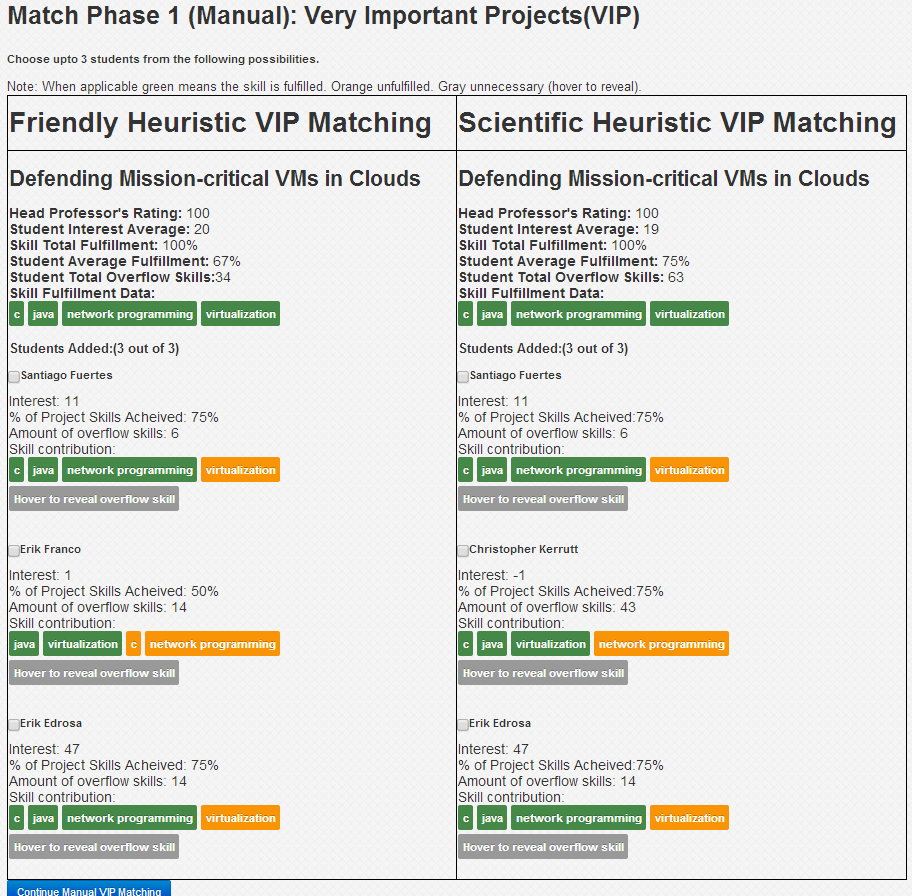 Match Phase 1 (Manual): Very Important Projects(VIP)
Choose upto 3 students from the following possibilities.
Note: When applicable green means the skill is fulfilled. Orange unfulfilled. Gray unnecessary (hover to reveal).
Friendly Heuristic VIP Matching
Defending Mission-critical VMs in Clouds
Head Professor's Rating: 100
Student Interest Average: 20
Skill Total Fulfillment: 100%
Student Average Fulfillment: 67%
Student Total Overflow Skills:34
Skill Fulfillment Data:
c java network programming virtualization
Students Added:(3 out of 3)
Santiago Fuertes
Interest: 11
% of Project Skills Acheived: 75%
Amount of overflow skills: 6
Skill contribution:
c java network programming virtualization
Hover to reveal overflow skill
Erik Franco
Interest: 1
% of Project Skills Acheived: 50%
Amount of overflow skills: 14
Skill contribution:
java virtualization c network programming
Hover to reveal overflow skill
Erik Edrosa
Interest: 47
% of Project Skills Acheived: 75%
Amount of overflow skills: 14
Skill contribution:
c java network programming virtualization
Hover to reveal overflow skill
Scientific Heuristic VIP Matching
Defending Mission-critical VMs in Clouds
Head Professor's Rating: 100
Student Interest Average: 19
Skill Total Fulfillment: 100%
Student Average Fulfillment: 75%
Student Total Overflow Skills: 63
Skill Fulfillment Data:
c java network programming virtualization
Students Added:(3 out of 3)
Santiago Fuertes
Interest: 11
% of Project Skills Acheived:75%
Amount of overflow skills: 6
Skill contribution:
c java network programming virtualization
Hover to reveal overflow skill
Christopher Kerrutt
Interest: -1
% of Project Skills Acheived:75%
Amount of overflow skills: 43
Skill contribution:
c java virtualization network programming
Hover to reveal overflow skill
Erik Edrosa
Interest: 47
% of Project Skills Acheived:75%
Amount of overflow skills: 14
Skill contribution:
c java network programming virtualization
Hover to reveal overflow skill
Continue Manual VIP Matching